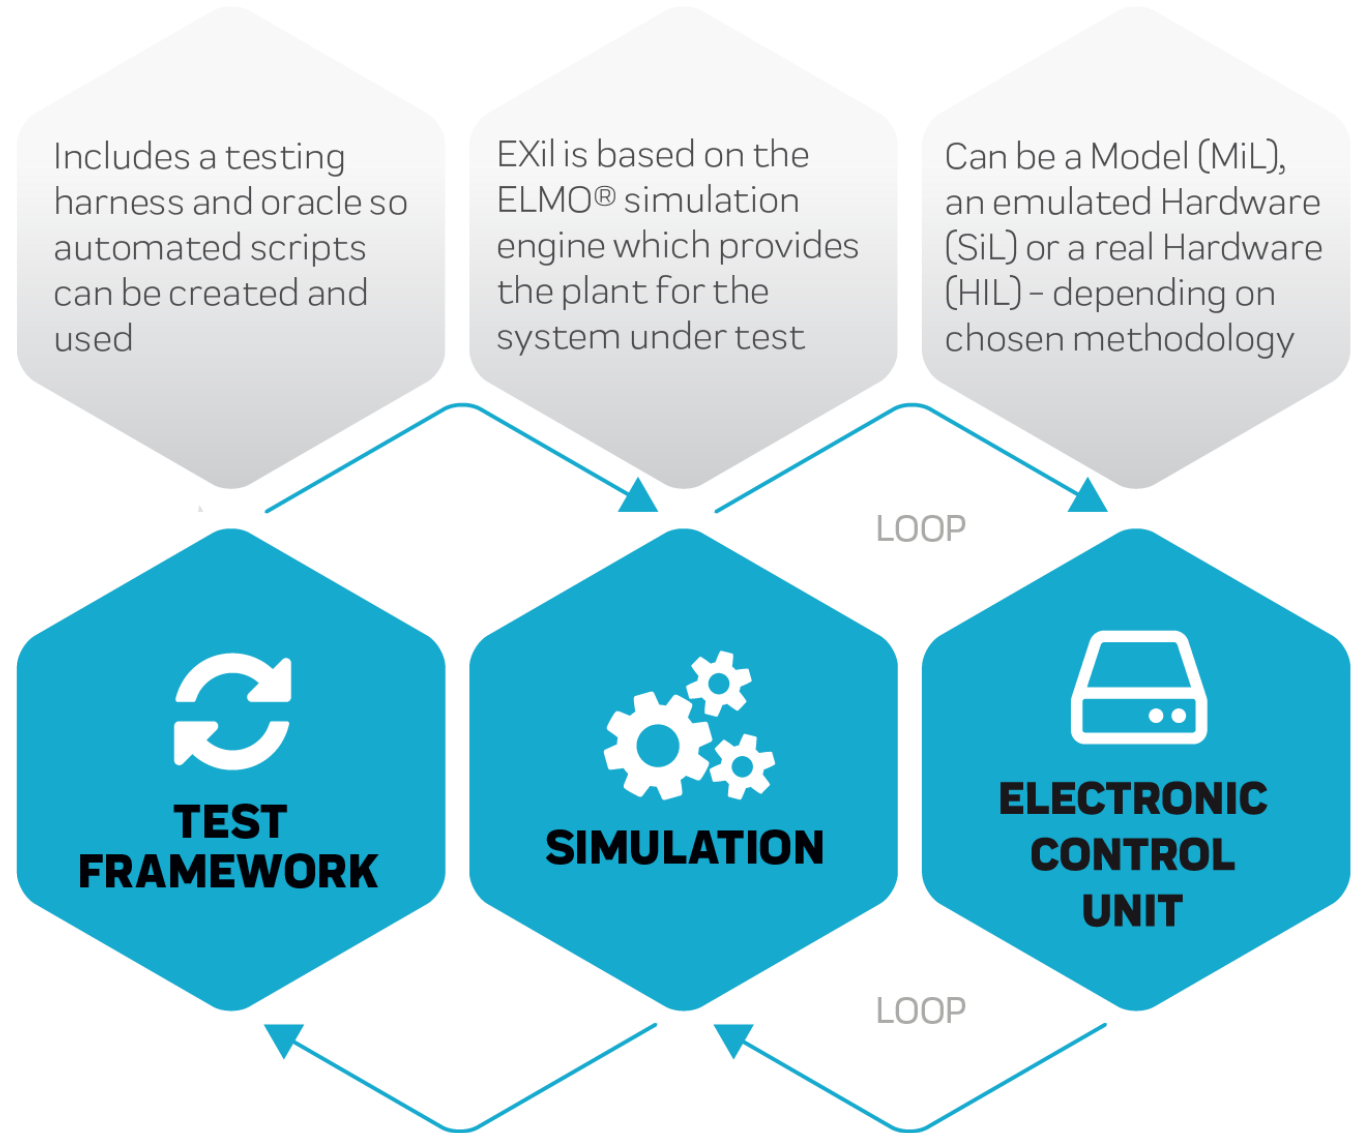 Includes a testing
harness and oracle so
automated scripts
can be created and
used
EXil is based on the
ELMO® simulation
engine which provides
the plant for the
system under test
Can be a Model (MiL),
an emulated Hardware
(SiL) or a real Hardware
(HIL) – depending on
chosen methodology
LOOP
TEST
FRAMEWORK
SIMULATION
ELECTRONIC
CONTROL
UNIT
LOOP